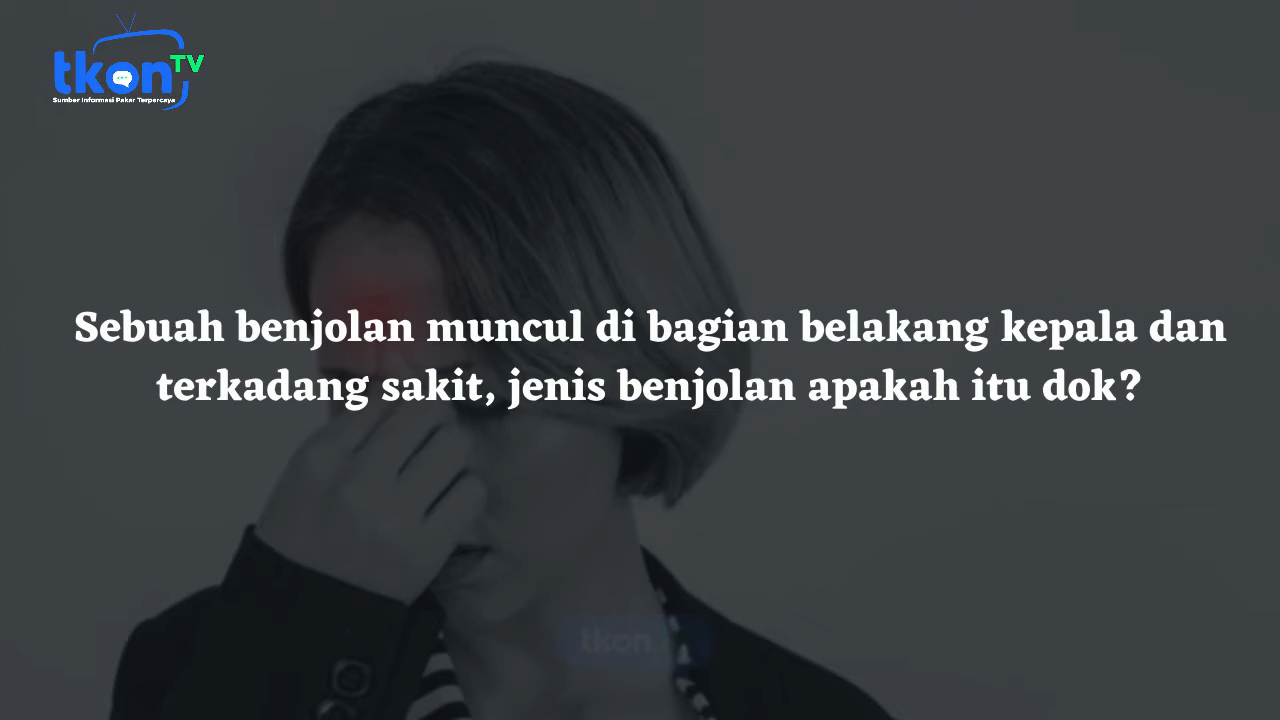 tkon TV
Sumber Informasi Pakar Terpercaya
Sebuah benjolan muncul di bagian belakang kepala dan
terkadang sakit, jenis benjolan apakah itu dok?
tkon